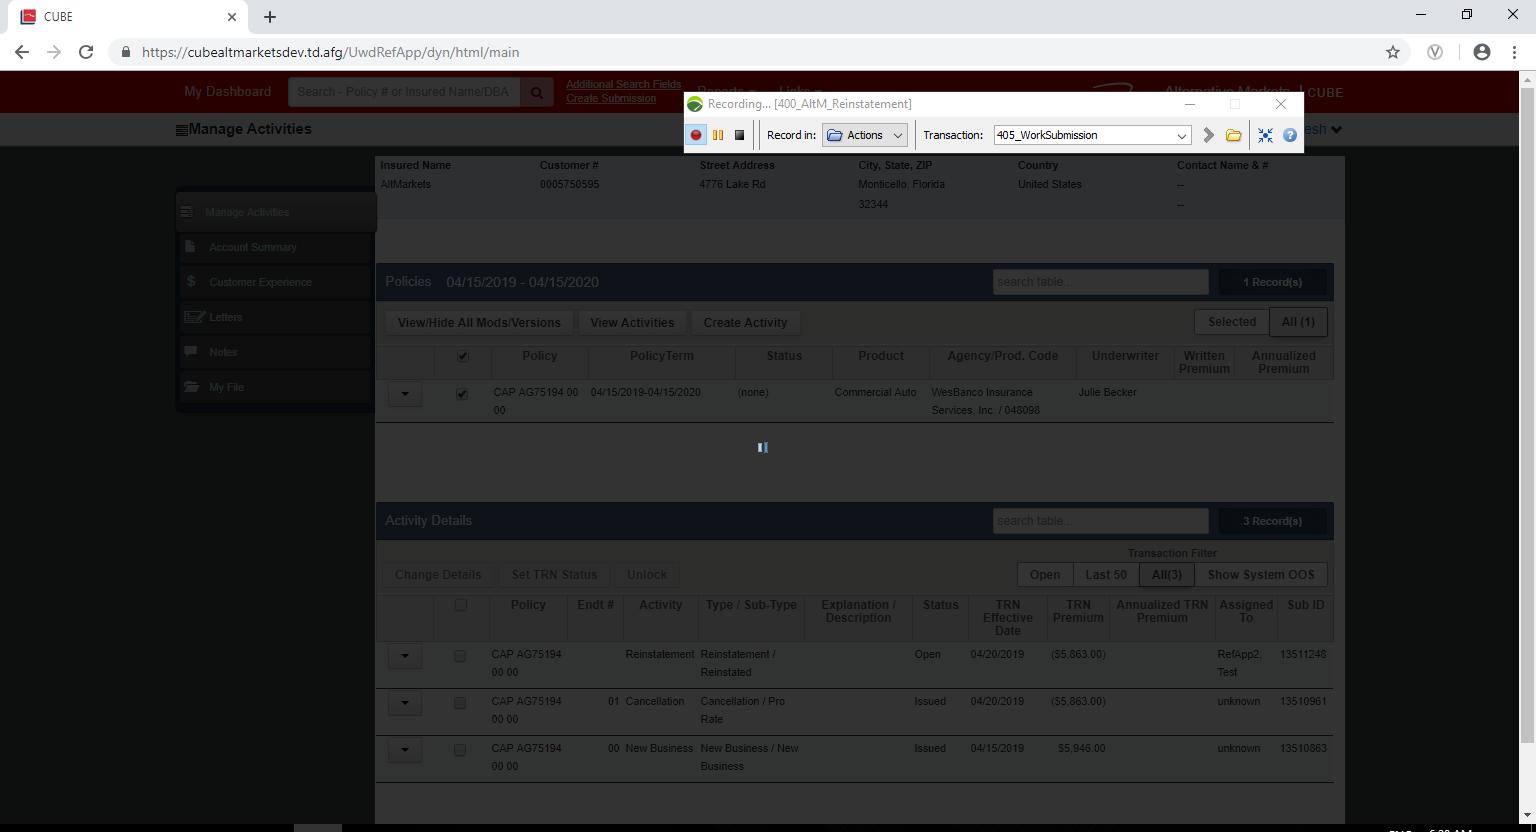 CUBE
https://cubealtmarketsdev.td.afg/UwdRefApp/dyn/html/main
My Dashboard
Search - Policy # or Insured Name/DBA
Additional Search Fields
Create Submission
CUBE
Recording... [400_AltM_Reinstatement]
Record in:
Actions
Transaction:
405_WorkSubmission
Manage Activities
Insured Name
Customer #
Street Address
City, State, ZIP
Country
Contact Name & #
AltMarkets
0005750595
4776 Lake Rd
Monticello, Florida
United States
--
32344
--
Manage Activities
Account Summary
Customer Experience
Letters
Notes
My File
Policies 04/15/2019 - 04/15/2020
search table...
1 Record(s)
View/Hide All Mods/Versions
View Activities
Create Activity
Selected
All (1)
Policy
PolicyTerm
Status
Product
Agency/Prod. Code
Underwriter
Written Premium
Annualized Premium
CAP AG75194 00 00
04/15/2019-04/15/2020
(none)
Commercial Auto
WesBanco Insurance
Services, Inc. / 048098
Julie Becker
Activity Details
search table...
3 Record(s)
Transaction Filter
Change Details
Set TRN Status
Unlock
Open
Last 50
All(3)
Show System OOS
Policy
Endt #
Activity
Type / Sub-Type
Explanation / Description
Status
TRN Effective Date
TRN Premium
Annualized TRN Premium
Assigned To
Sub ID
CAP AG75194 00 00
Reinstatement
Reinstatement / Reinstated
Open
04/20/2019
($5,863.00)
RefApp2, Test
13511248
CAP AG75194 00 00
01
Cancellation
Cancellation / Pro Rate
Issued
04/20/2019
($5,863.00)
unknown
13510961
CAP AG75194 00 00
00
New Business
New Business / New Business
Issued
04/15/2019
$5,946.00
unknown
13510863